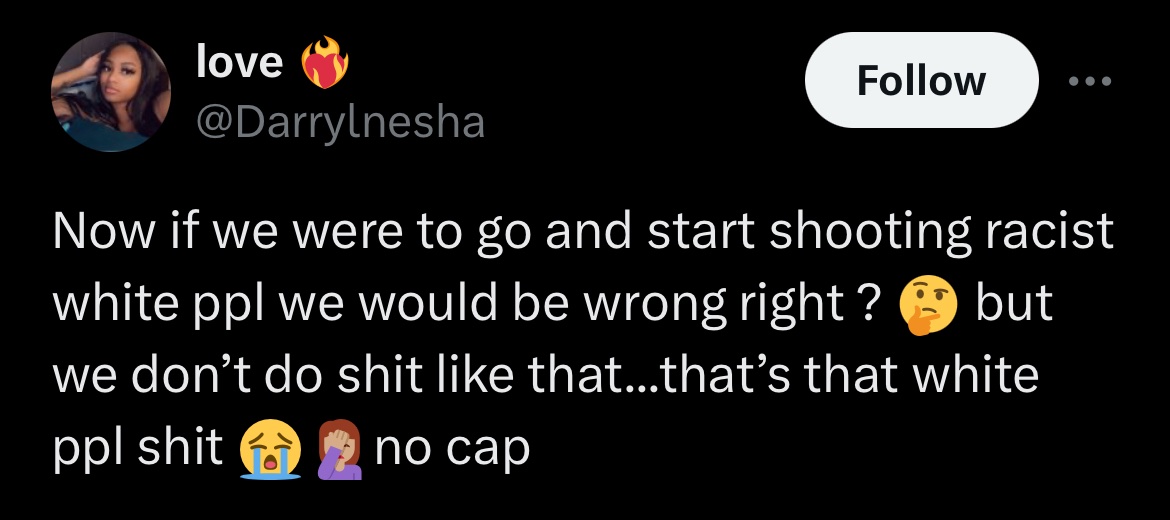 love ❤️‍🔥
@Darrylnesha
Follow
Now if we were to go and start shooting racist
white ppl we would be wrong right ? 🤔 but
we don’t do shit like that...that’s that white
ppl shit 😭🤦🏽‍♀️ no cap